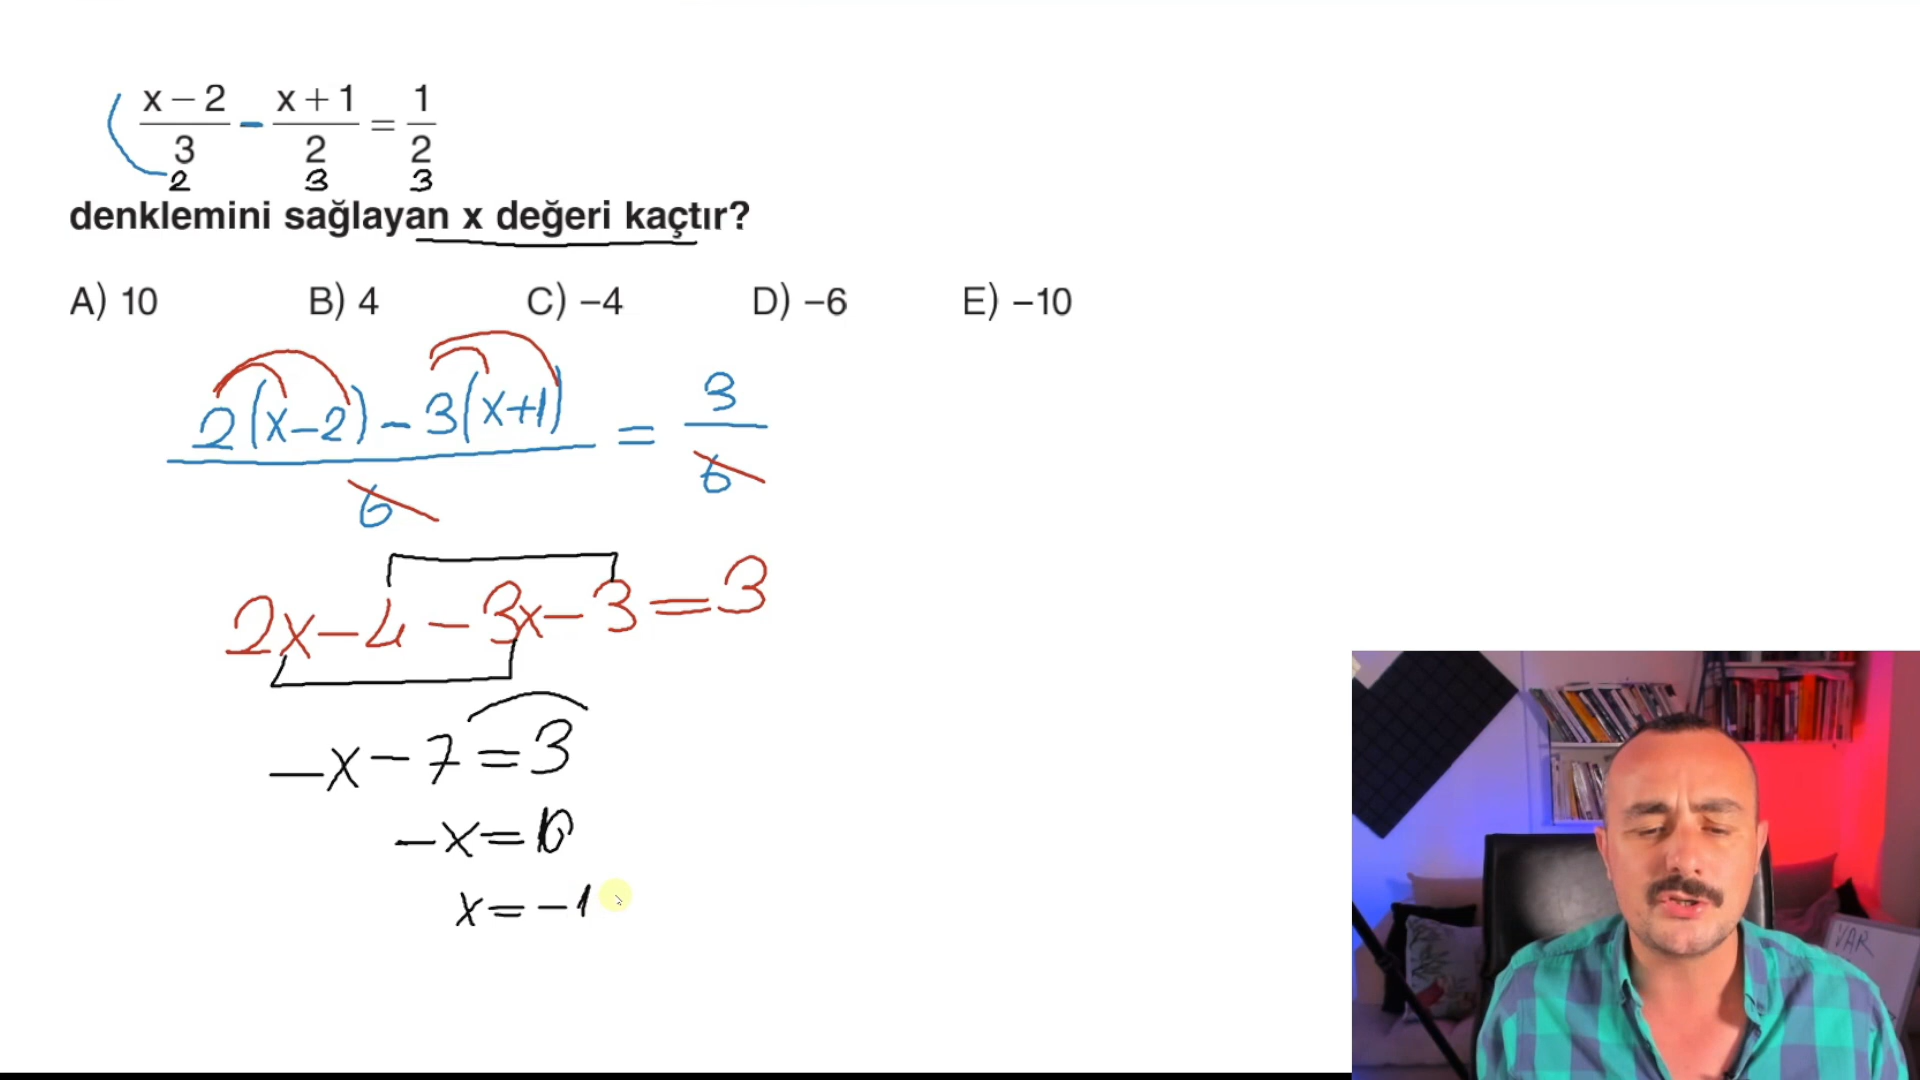 x – 2 / 3 - x + 1 / 2 = 1 / 2
2 3 3
denklemini sağlayan x değeri kaçtır?
A) 10 B) 4 C) –4 D) –6 E) –10
2(x-2) - 3(x+1) / 6 = 3 / 6
2x - 4 - 3x - 3 = 3
-x - 7 = 3
-x = 10
x = -1
VAR